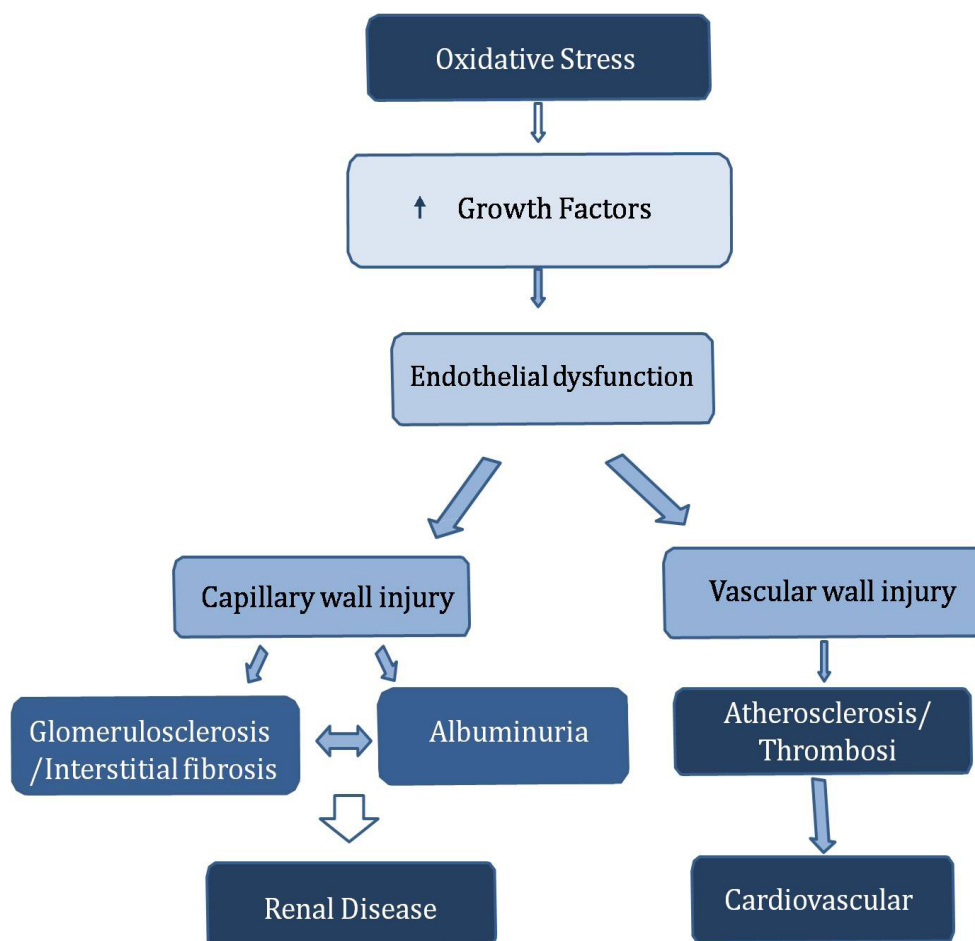 Oxidative Stress
Growth Factors
Endothelial dysfunction
Capillary wall injury
Vascular wall injury
Glomerulosclerosis
/Interstitial fibrosis
Albuminuria
Atherosclerosis/
Thrombosi
Renal Disease
Cardiovascular